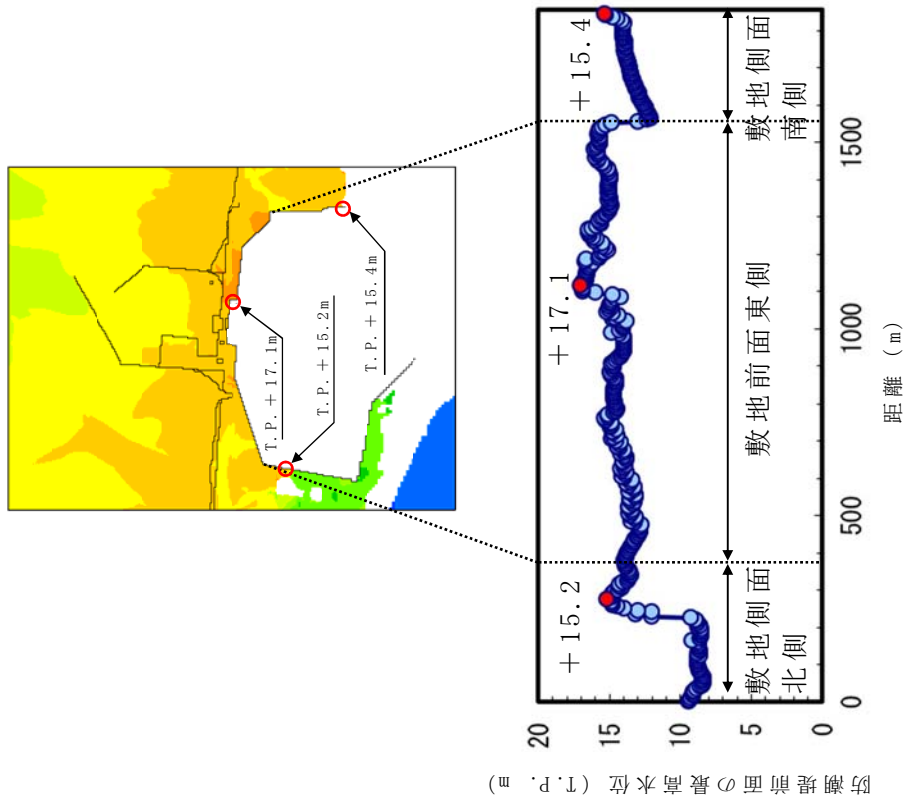 T.P.＋17.1m
T.P.＋15.2m
T.P.＋15.4m
防潮堤前面の最高水位（T.P. m）
20
15
10
5
0
＋15.2
＋17.1
＋15.4
敷地側面
北側
敷地前面東側
敷地側面
南側
0
500
1000
1500
距離（m）